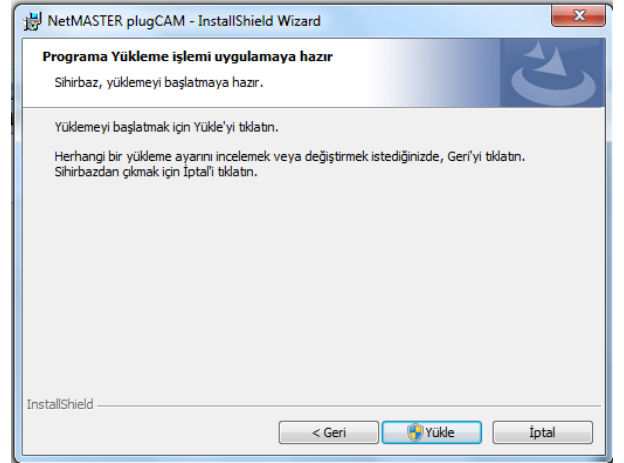 NetMASTER plugCAM - InstallShield Wizard
Programa Yükleme işlemi uygulamaya hazır
Sihirbaz, yüklemeyi başlatmaya hazır.
Yüklemeyi başlatmak için Yükle'yi tıklatın.
Herhangi bir yükleme ayarını incelemek veya değiştirmek istediğinizde, Geri'yi tıklatın.
Sihirbazdan çıkmak için İptal'i tıklatın.
InstallShield
< Geri
Yükle
İptal